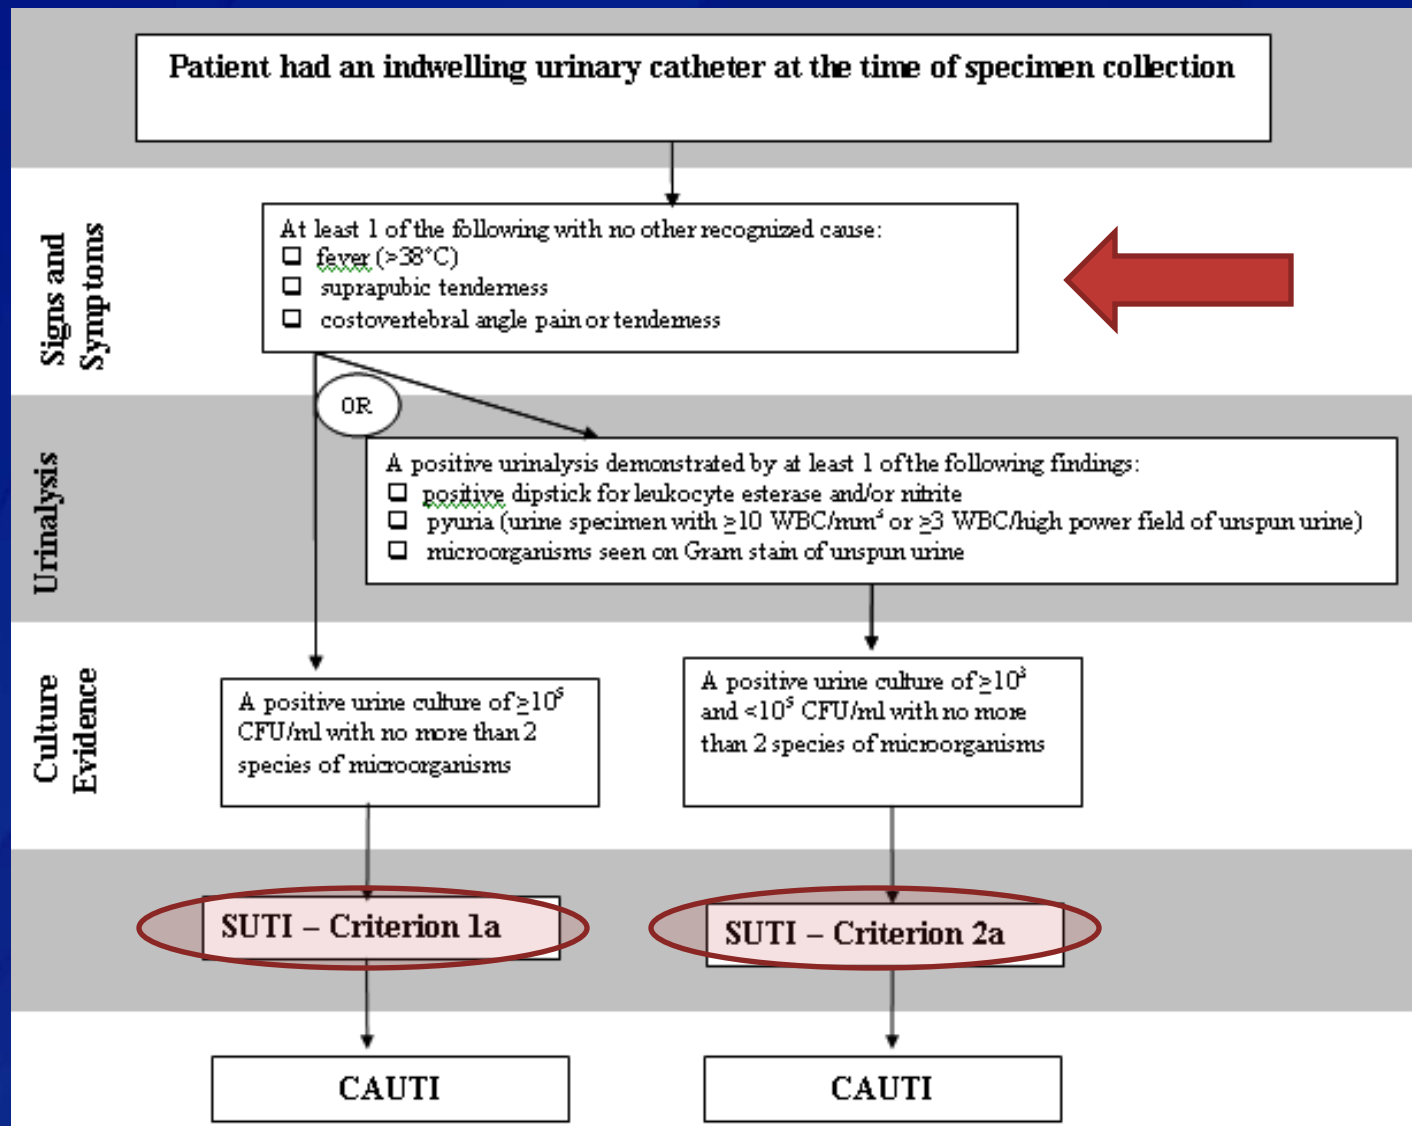 Patient had an indwelling urinary catheter at the time of specimen collection
Signs and
Symptoms
At least 1 of the following with no other recognized cause:
❑ fever (>38°C)
❑ suprapubic tenderness
❑ costovertebral angle pain or tenderness
OR
Urinalysis
A positive urinalysis demonstrated by at least 1 of the following findings:
❑ positive dipstick for leukocyte esterase and/or nitrite
❑ pyuria (urine specimen with ≥10 WBC/mm³ or ≥3 WBC/high power field of unspun urine)
❑ microorganisms seen on Gram stain of unspun urine
Culture
Evidence
A positive urine culture of ≥10⁵
CFU/ml with no more than 2
species of microorganisms
A positive urine culture of ≥10³
and <10⁵ CFU/ml with no more
than 2 species of microorganisms
SUTI – Criterion 1a
SUTI – Criterion 2a
CAUTI
CAUTI